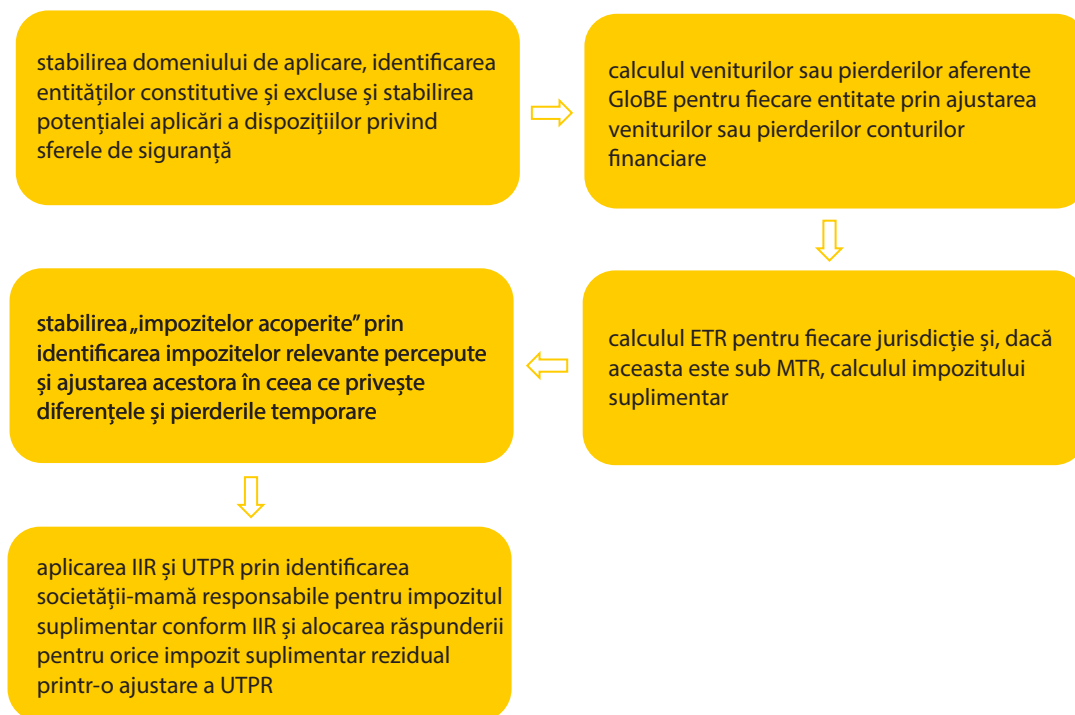 stabilirea domeniului de aplicare, identificarea
entităților constitutive și excluse și stabilirea
potențialei aplicări a dispozițiilor privind
sferele de siguranță
calculul veniturilor sau pierderilor aferente
GloBE pentru fiecare entitate prin ajustarea
veniturilor sau pierderilor conturilor
financiare
calculul ETR pentru fiecare jurisdicție și, dacă
aceasta este sub MTR, calculul impozitului
suplimentar
stabilirea „impozitelor acoperite” prin
identificarea impozitelor relevante percepute
și ajustarea acestora în ceea ce privește
diferențele și pierderile temporare
aplicarea IIR și UTPR prin identificarea
societății-mamă responsabile pentru impozitul
suplimentar conform IIR și alocarea răspunderii
pentru orice impozit suplimentar rezidual
printr-o ajustare a UTPR